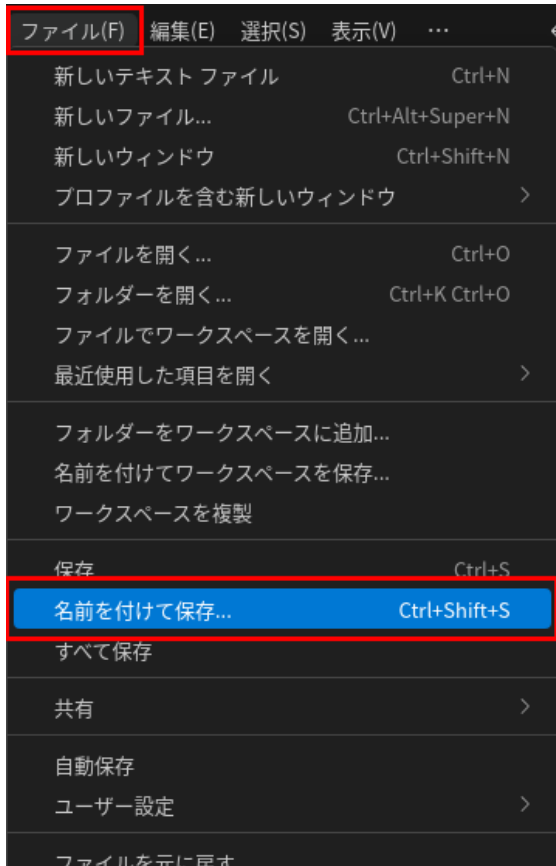 ファイル(F) 編集(E) 選択(S) 表示(V) …
新しいテキスト ファイル Ctrl+N
新しいファイル... Ctrl+Alt+Super+N
新しいウィンドウ Ctrl+Shift+N
プロファイルを含む新しいウィンドウ
ファイルを開く... Ctrl+O
フォルダーを開く... Ctrl+K Ctrl+O
ファイルでワークスペースを開く...
最近使用した項目を開く
フォルダーをワークスペースに追加...
名前を付けてワークスペースを保存...
ワークスペースを複製
保存 Ctrl+S
名前を付けて保存... Ctrl+Shift+S
すべて保存
共有
自動保存
ユーザー設定
ファイルを元に戻す